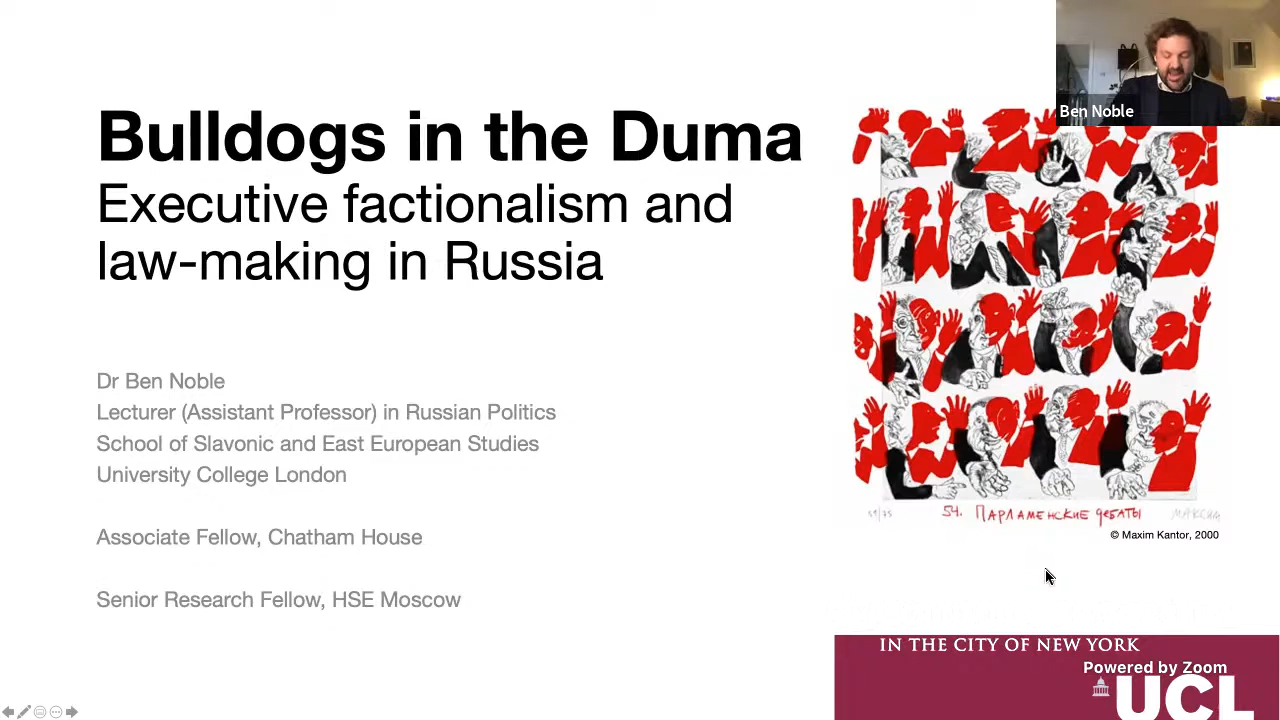 Bulldogs in the Duma
Executive factionalism and
law-making in Russia
Dr Ben Noble
Lecturer (Assistant Professor) in Russian Politics
School of Slavonic and East European Studies
University College London
Associate Fellow, Chatham House
Senior Research Fellow, HSE Moscow
Ben Noble
54. Парламенские дебаты
© Maxim Kantor, 2000
IN THE CITY OF NEW YORK
Powered by Zoom
UCL